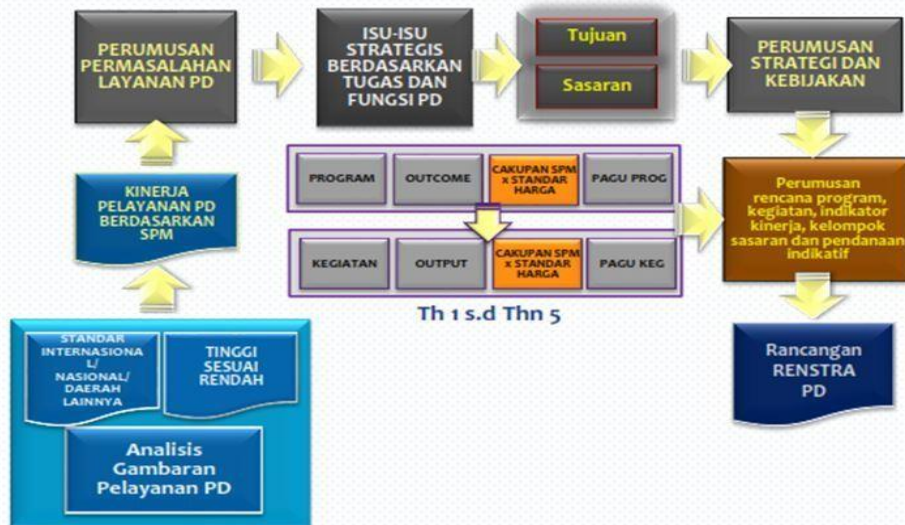 PERUMUSAN
PERMASALAHAN
LAYANAN PD
ISU-ISU
STRATEGIS
BERDASARKAN
TUGAS DAN
FUNGSI PD
Tujuan
Sasaran
PERUMUSAN
STRATEGI DAN
KEBIJAKAN
KINERJA
PELAYANAN PD
BERDASARKAN
SPM
PROGRAM
OUTCOME
CAKUPAN SPM
x STANDAR
HARGA
PAGU PROG
KEGIATAN
OUTPUT
CAKUPAN SPM
x STANDAR
HARGA
PAGU KEG
Th 1 s.d Thn 5
Perumusan
rencana program,
kegiatan, indikator
kinerja, kelompok
sasaran dan pendanaan
indikatif
STANDAR
INTERNASIONA
L/
NASIONAL/
DAERAH
LAINNYA
TINGGI
SESUAI
RENDAH
Analisis
Gambaran
Pelayanan PD
Rancangan
RENSTRA
PD